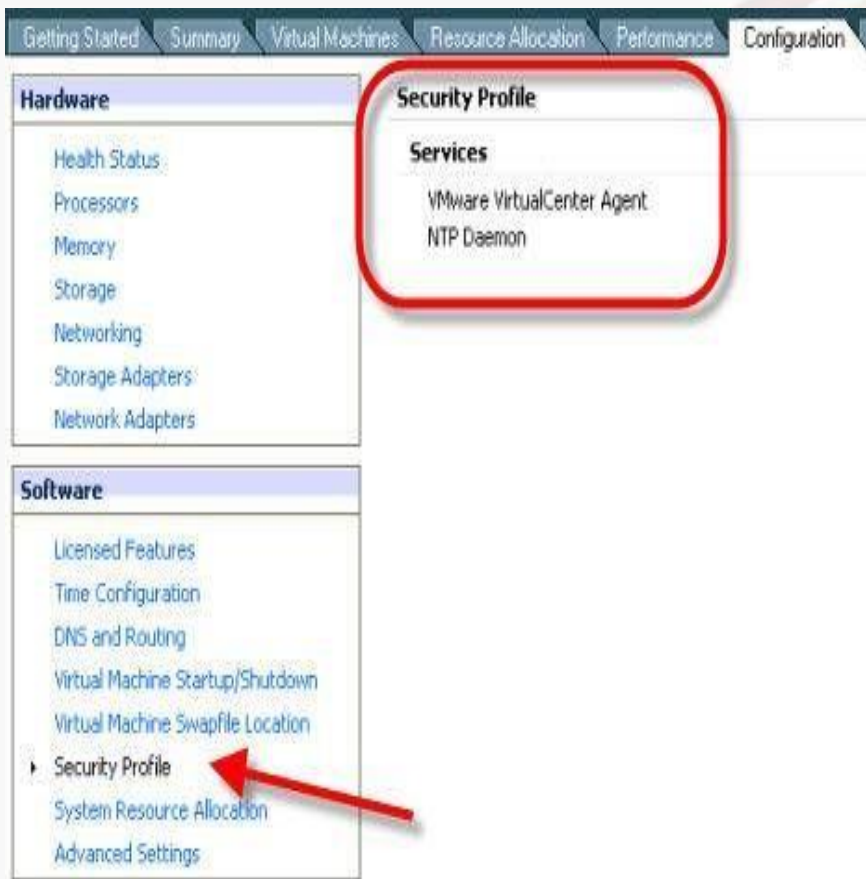 Getting Started
Summary
Virtual Machines
Resource Allocation
Performance
Configuration
Hardware
Health Status
Processors
Memory
Storage
Networking
Storage Adapters
Network Adapters
Software
Licensed Features
Time Configuration
DNS and Routing
Virtual Machine Startup/Shutdown
Virtual Machine Swapfile Location
Security Profile
System Resource Allocation
Advanced Settings
Security Profile
Services
VMware VirtualCenter Agent
NTP Daemon